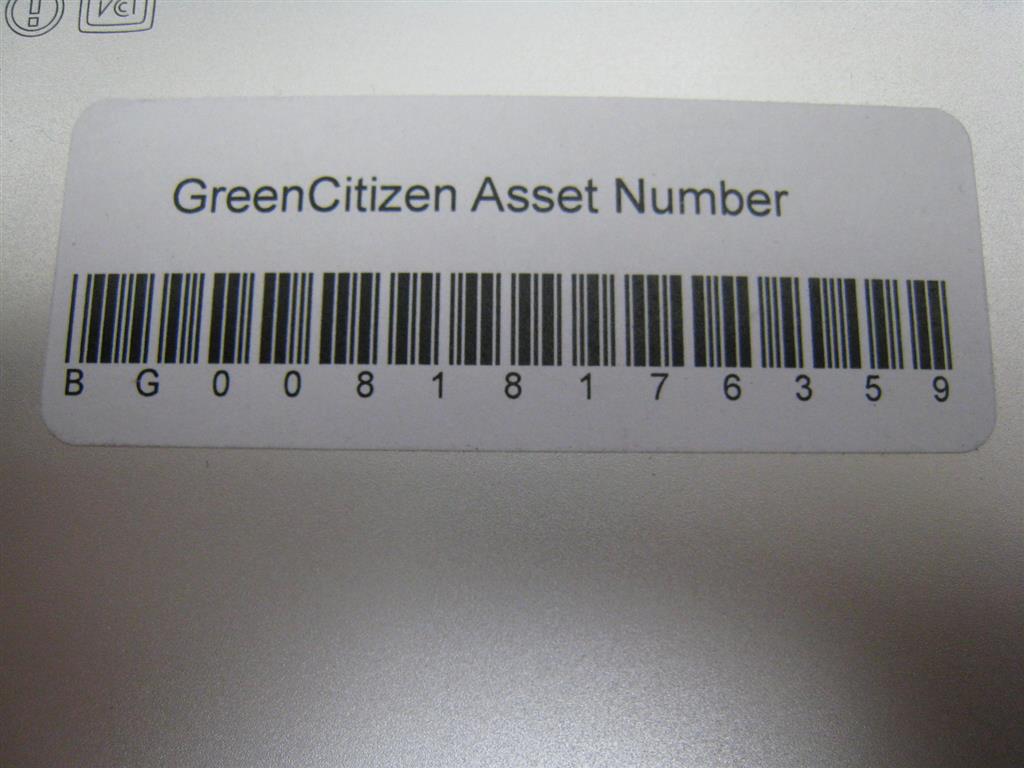 GreenCitizen Asset Number
B G 0 0 8 1 8 1 7 6 3 5 9